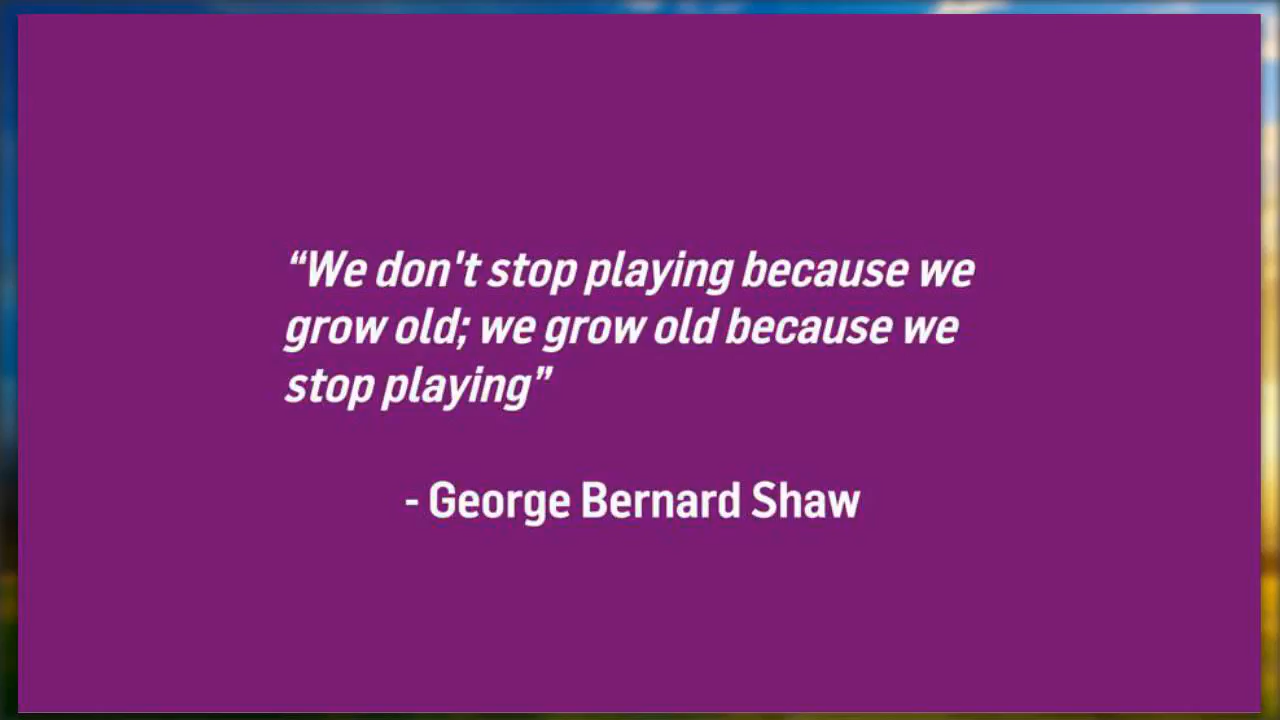 “We don't stop playing because we
grow old; we grow old because we
stop playing”
- George Bernard Shaw